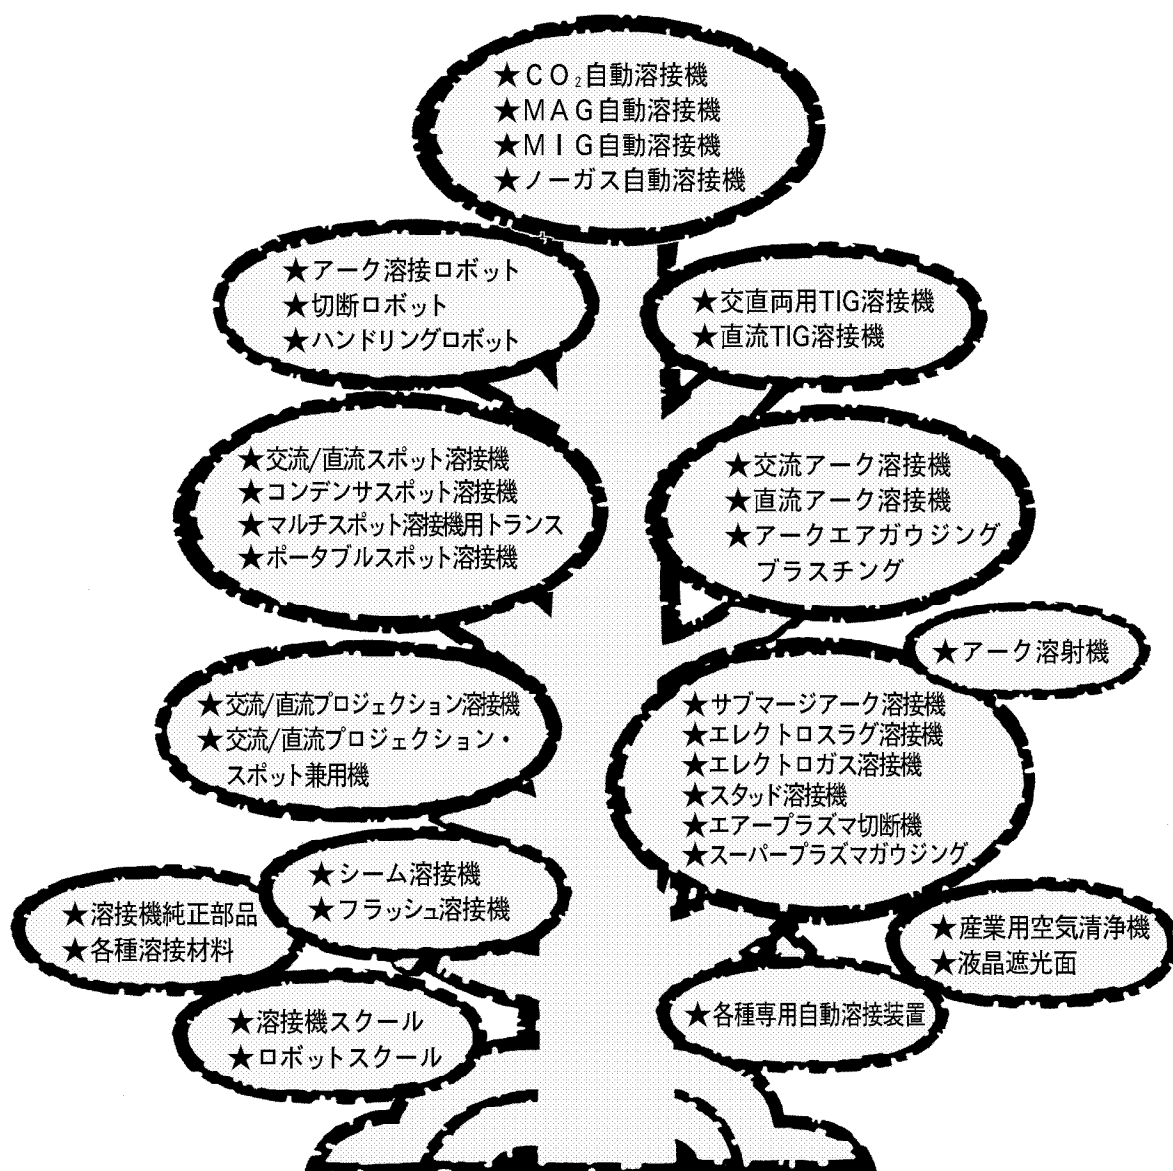 ★CO₂自動溶接機
★MAG自動溶接機
★MIG自動溶接機
★ノーガス自動溶接機
★アーク溶接ロボット
★切断ロボット
★ハンドリングロボット
★交直両用TIG溶接機
★直流TIG溶接機
★交流/直流スポット溶接機
★コンデンサスポット溶接機
★マルチスポット溶接機用トランス
★ポータブルスポット溶接機
★交流アーク溶接機
★直流アーク溶接機
★アークエアガウジング
ブラスチング
★アーク溶射機
★交流/直流プロジェクション溶接機
★交流/直流プロジェクション・
スポット兼用機
★サブマージアーク溶接機
★エレクトロスラグ溶接機
★エレクトロガス溶接機
★スタッド溶接機
★エアープラズマ切断機
★スーパープラズマガウジング
★シーム溶接機
★フラッシュ溶接機
★溶接機純正部品
★各種溶接材料
★産業用空気清浄機
★液晶遮光面
★溶接機スクール
★ロボットスクール
★各種専用自動溶接装置